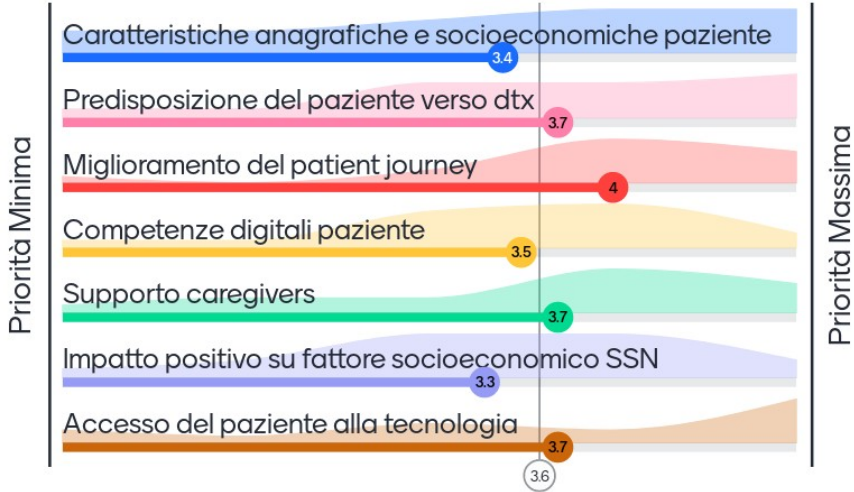 Priorità Minima
Caratteristiche anagrafiche e socioeconomiche paziente
3.4
Predisposizione del paziente verso dtx
3.7
Miglioramento del patient journey
4
Competenze digitali paziente
3.5
Supporto caregivers
3.7
Impatto positivo su fattore socioeconomico SSN
3.3
Accesso del paziente alla tecnologia
3.7
3.6
Priorità Massima